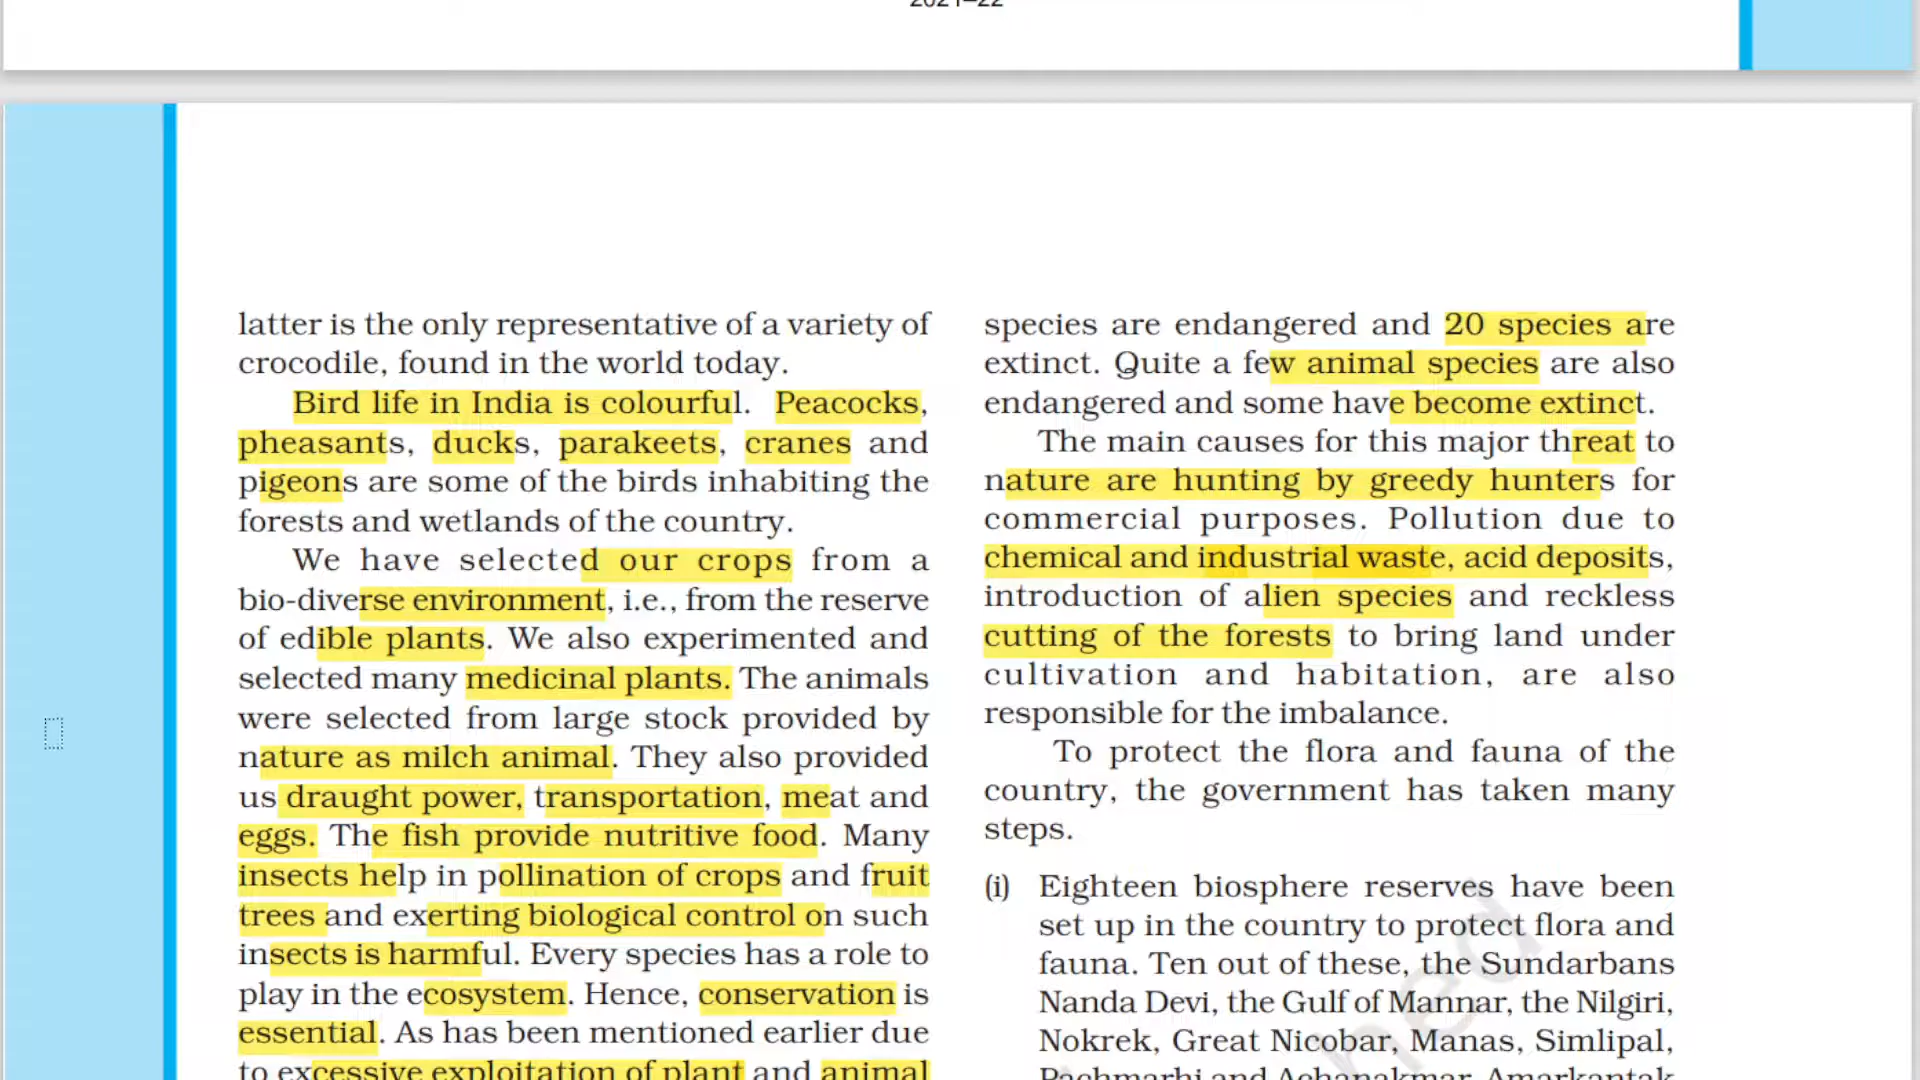 2021–22
latter is the only representative of a variety of
crocodile, found in the world today.
Bird life in India is colourful. Peacocks,
pheasants, ducks, parakeets, cranes and
pigeons are some of the birds inhabiting the
forests and wetlands of the country.
We have selected our crops from a
bio-diverse environment, i.e., from the reserve
of edible plants. We also experimented and
selected many medicinal plants. The animals
were selected from large stock provided by
nature as milch animal. They also provided
us draught power, transportation, meat and
eggs. The fish provide nutritive food. Many
insects help in pollination of crops and fruit
trees and exerting biological control on such
insects is harmful. Every species has a role to
play in the ecosystem. Hence, conservation is
essential. As has been mentioned earlier due
to excessive exploitation of plant and animal
species are endangered and 20 species are
extinct. Quite a few animal species are also
endangered and some have become extinct.
The main causes for this major threat to
nature are hunting by greedy hunters for
commercial purposes. Pollution due to
chemical and industrial waste, acid deposits,
introduction of alien species and reckless
cutting of the forests to bring land under
cultivation and habitation, are also
responsible for the imbalance.
To protect the flora and fauna of the
country, the government has taken many
steps.
(i) Eighteen biosphere reserves have been
set up in the country to protect flora and
fauna. Ten out of these, the Sundarbans
Nanda Devi, the Gulf of Mannar, the Nilgiri,
Nokrek, Great Nicobar, Manas, Simlipal,
Pachmarhi and Achanakmar, Amarkantak